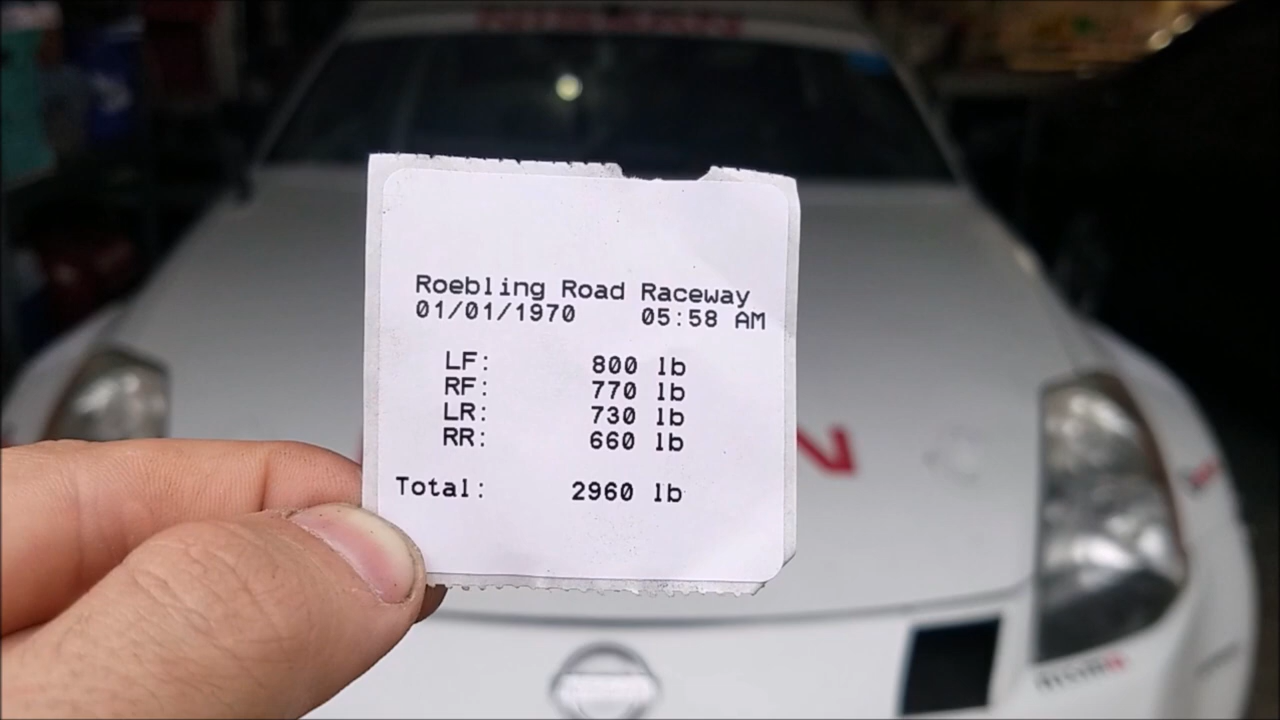 Roebling Road Raceway
01/01/1970 05:58 AM
LF: 800 lb
RF: 770 lb
LR: 730 lb
RR: 660 lb
Total: 2960 lb